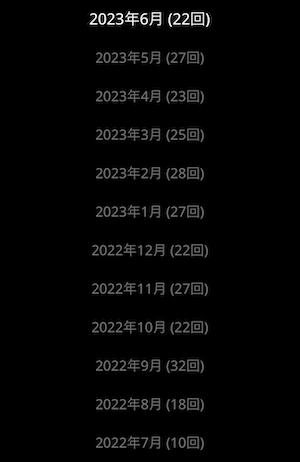 2023年6月 (22回)
2023年5月 (27回)
2023年4月 (23回)
2023年3月 (25回)
2023年2月 (28回)
2023年1月 (27回)
2022年12月 (22回)
2022年11月 (27回)
2022年10月 (22回)
2022年9月 (32回)
2022年8月 (18回)
2022年7月 (10回)